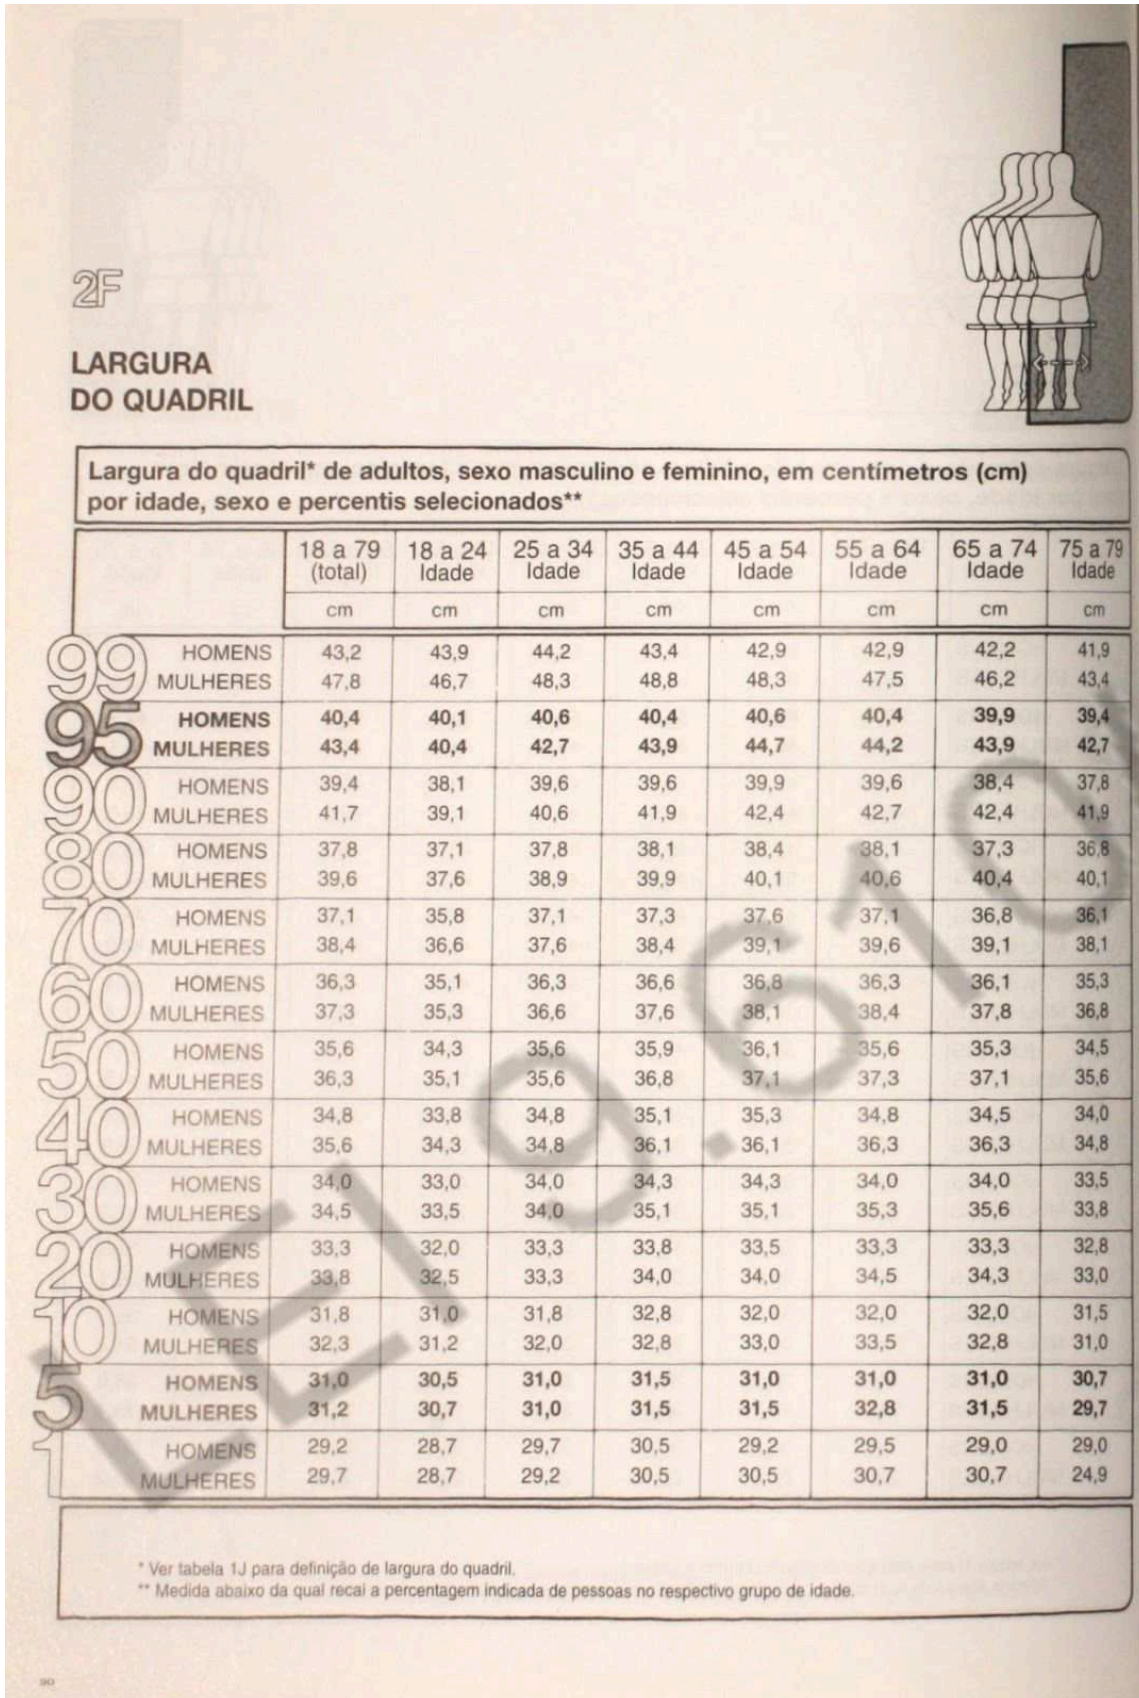 2F
LARGURA
DO QUADRIL
Largura do quadril* de adultos, sexo masculino e feminino, em centímetros (cm)
por idade, sexo e percentis selecionados**
18 a 79 18 a 24 25 a 34 35 a 44 45 a 54 55 a 64 65 a 74 75 a 79
(total) Idade Idade Idade Idade Idade Idade Idade
cm cm cm cm cm cm cm cm
99 HOMENS 43,2 43,9 44,2 43,4 42,9 42,9 42,2 41,9
MULHERES 47,8 46,7 48,3 48,8 48,3 47,5 46,2 43,4
95 HOMENS 40,4 40,1 40,6 40,4 40,6 40,4 39,9 39,4
MULHERES 43,4 40,4 42,7 43,9 44,7 44,2 43,9 42,7
90 HOMENS 39,4 38,1 39,6 39,6 39,9 39,6 38,4 37,8
MULHERES 41,7 39,1 40,6 41,9 42,4 42,7 42,4 41,9
80 HOMENS 37,8 37,1 37,8 38,1 38,4 38,1 37,3 36,8
MULHERES 39,6 37,6 38,9 39,9 40,1 40,6 40,4 40,1
70 HOMENS 37,1 35,8 37,1 37,3 37,6 37,1 36,8 36,1
MULHERES 38,4 36,6 37,6 38,4 39,1 39,6 39,1 38,1
60 HOMENS 36,3 35,1 36,3 36,6 36,8 36,3 36,1 35,3
MULHERES 37,3 35,3 36,6 37,6 38,1 38,4 37,8 36,8
50 HOMENS 35,6 34,3 35,6 35,9 36,1 35,6 35,3 34,5
MULHERES 36,3 35,1 35,6 36,8 37,1 37,3 37,1 35,6
40 HOMENS 34,8 33,8 34,8 35,1 35,3 34,8 34,5 34,0
MULHERES 35,6 34,3 34,8 36,1 36,1 36,3 36,3 34,8
30 HOMENS 34,0 33,0 34,0 34,3 34,3 34,0 34,0 33,5
MULHERES 34,5 33,5 34,0 35,1 35,1 35,3 35,6 33,8
20 HOMENS 33,3 32,0 33,3 33,8 33,5 33,3 33,3 32,8
MULHERES 33,8 32,5 33,3 34,0 34,0 34,5 34,3 33,0
10 HOMENS 31,8 31,0 31,8 32,8 32,0 32,0 32,0 31,5
MULHERES 32,3 31,2 32,0 32,8 33,0 33,5 32,8 31,0
5 HOMENS 31,0 30,5 31,0 31,5 31,0 31,0 31,0 30,7
MULHERES 31,2 30,7 31,0 31,5 31,5 32,8 31,5 29,7
1 HOMENS 29,2 28,7 29,7 30,5 29,2 29,5 29,0 29,0
MULHERES 29,7 28,7 29,2 30,5 30,5 30,7 30,7 24,9
* Ver tabela 1J para definição de largura do quadril.
** Medida abaixo da qual recai a percentagem indicada de pessoas no respectivo grupo de idade.
90
LEI 9.610